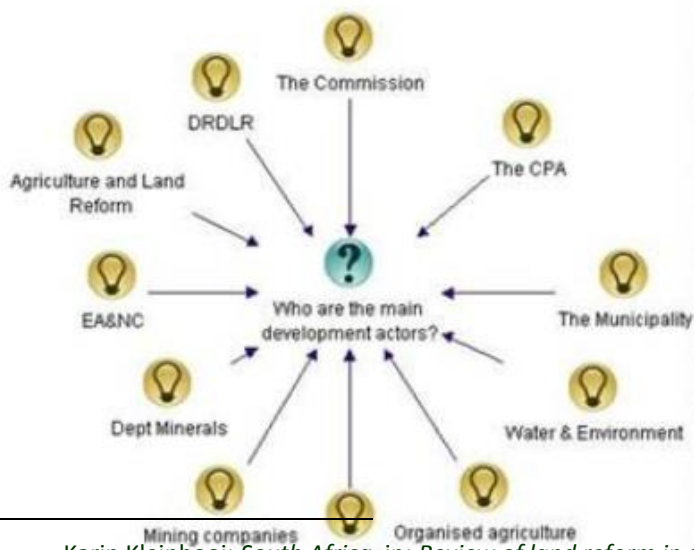 The Commission
DRDLR
The CPA
Agriculture and Land
Reform
?
EA&NC
Who are the main
development actors?
The Municipality
Dept Minerals
Water & Environment
Mining companies
Organised agriculture
Karin Kleinbooi: South Africa, in: Review of land reform in